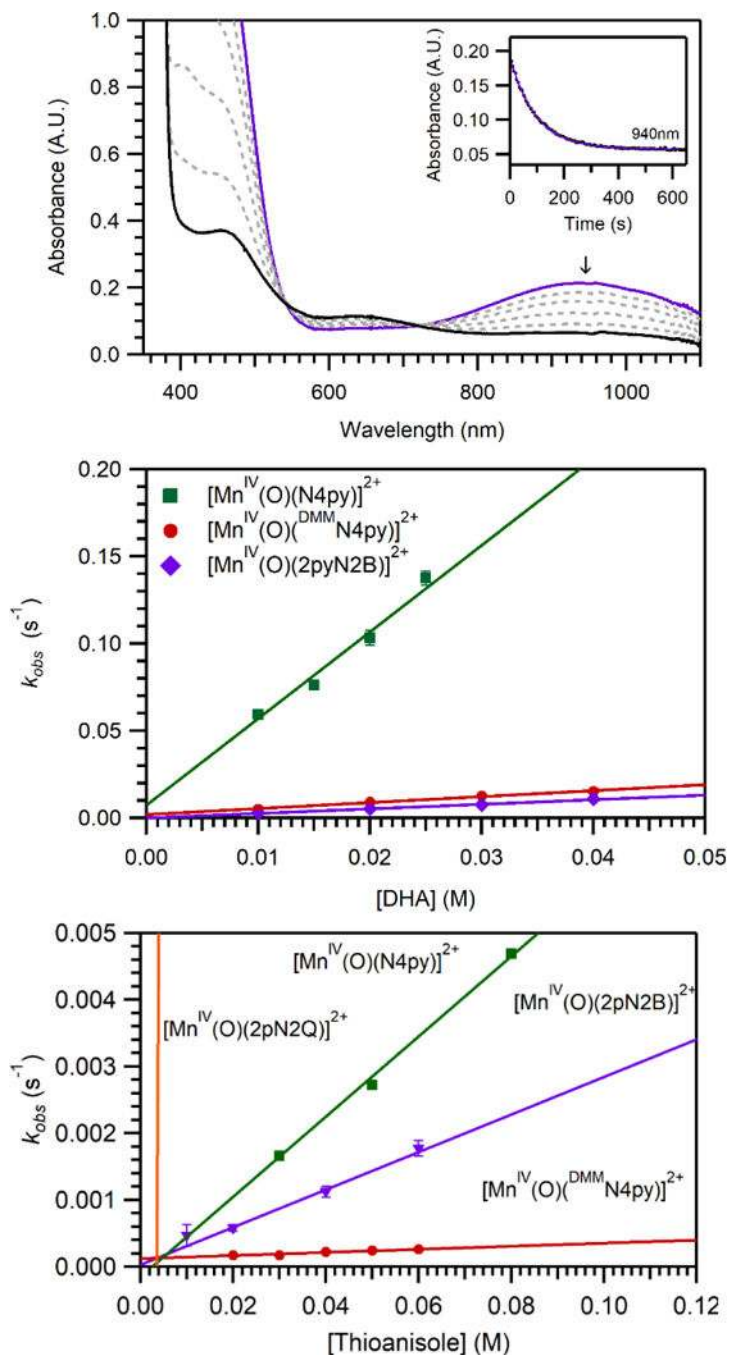 1.0
0.8
0.6
0.4
0.2
0.0
Absorbance (A.U.)
400 600 800 1000
Wavelength (nm)
0.20
0.15
0.10
0.05
Absorbance (A.U.)
940nm
0 200 400 600
Time (s)
↓
0.20
0.15
0.10
0.05
0.00
k_obs (s⁻¹)
[Mn^IV(O)(N4py)]²⁺
[Mn^IV(O)(^DMMN4py)]²⁺
[Mn^IV(O)(2pyN2B)]²⁺
0.00 0.01 0.02 0.03 0.04 0.05
[DHA] (M)
0.005
0.004
0.003
0.002
0.001
0.000
k_obs (s⁻¹)
[Mn^IV(O)(N4py)]²⁺
[Mn^IV(O)(2pN2B)]²⁺
[Mn^IV(O)(2pN2Q)]²⁺
[Mn^IV(O)(^DMMN4py)]²⁺
0.00 0.02 0.04 0.06 0.08 0.10 0.12
[Thioanisole] (M)